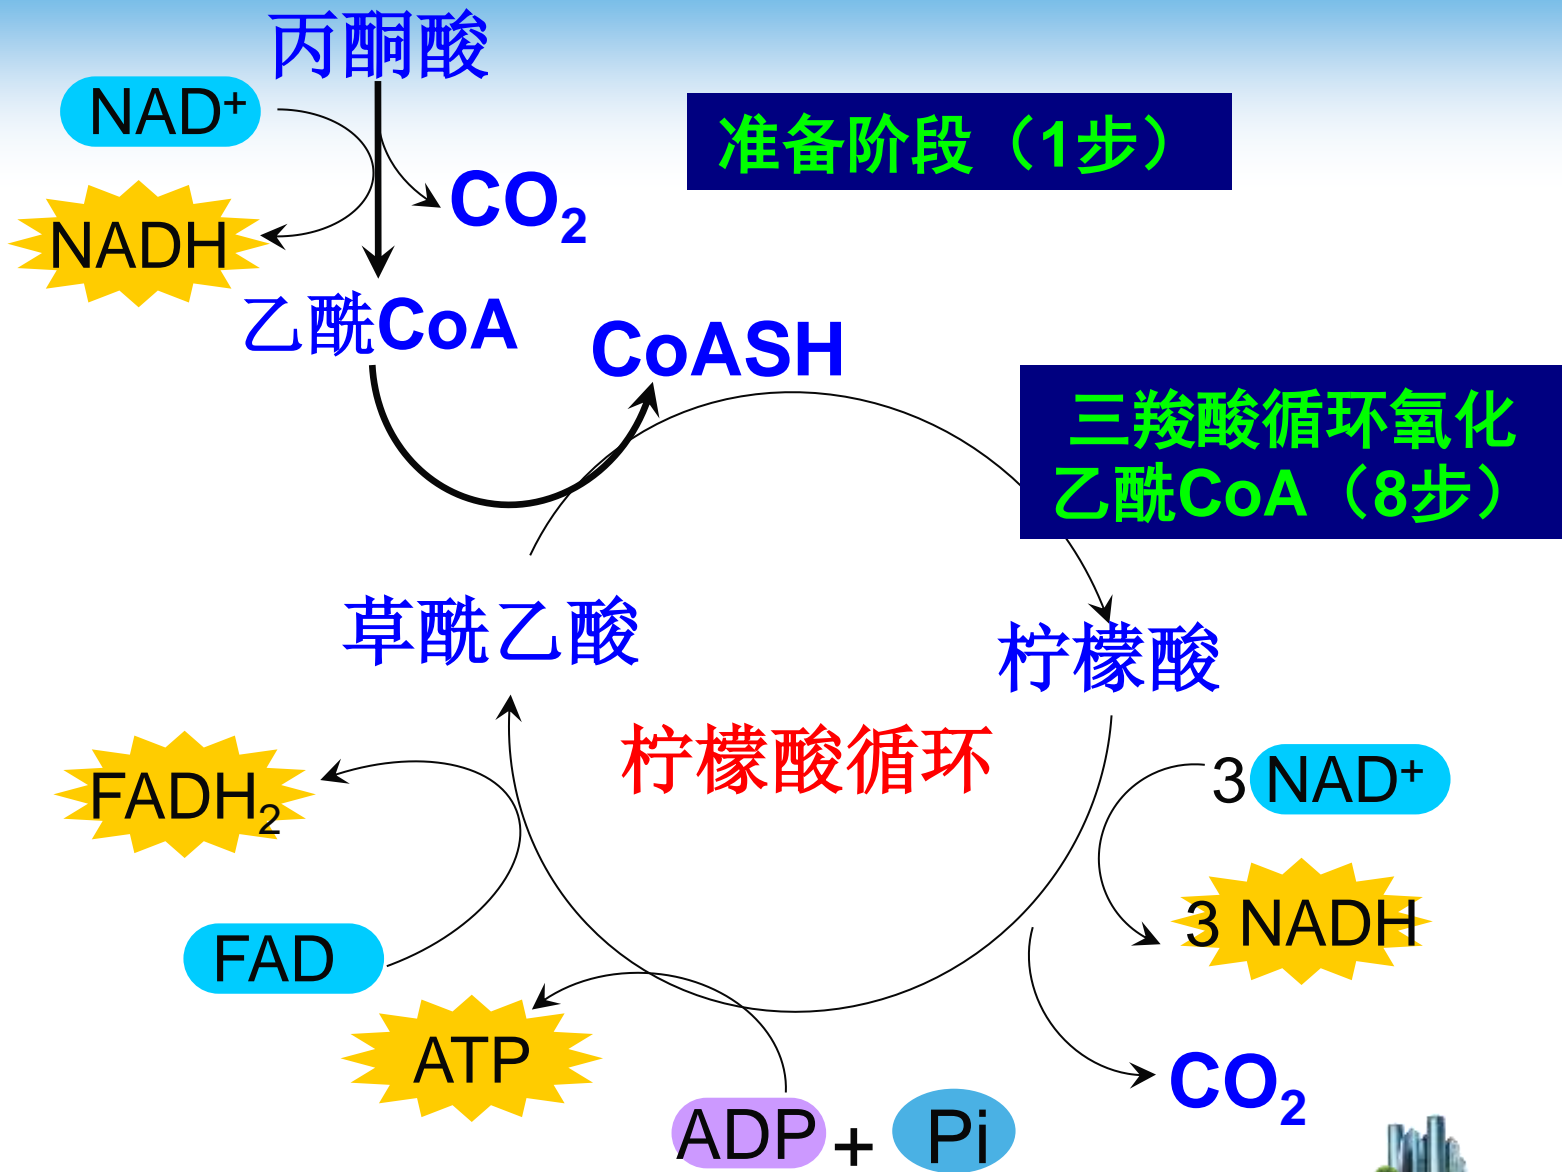 丙酮酸
NAD⁺
准备阶段（1步）
CO₂
NADH
乙酰CoA
CoASH
三羧酸循环氧化
乙酰CoA（8步）
草酰乙酸
柠檬酸
柠檬酸循环
3 NAD⁺
FADH₂
3 NADH
FAD
ATP
CO₂
ADP + Pi